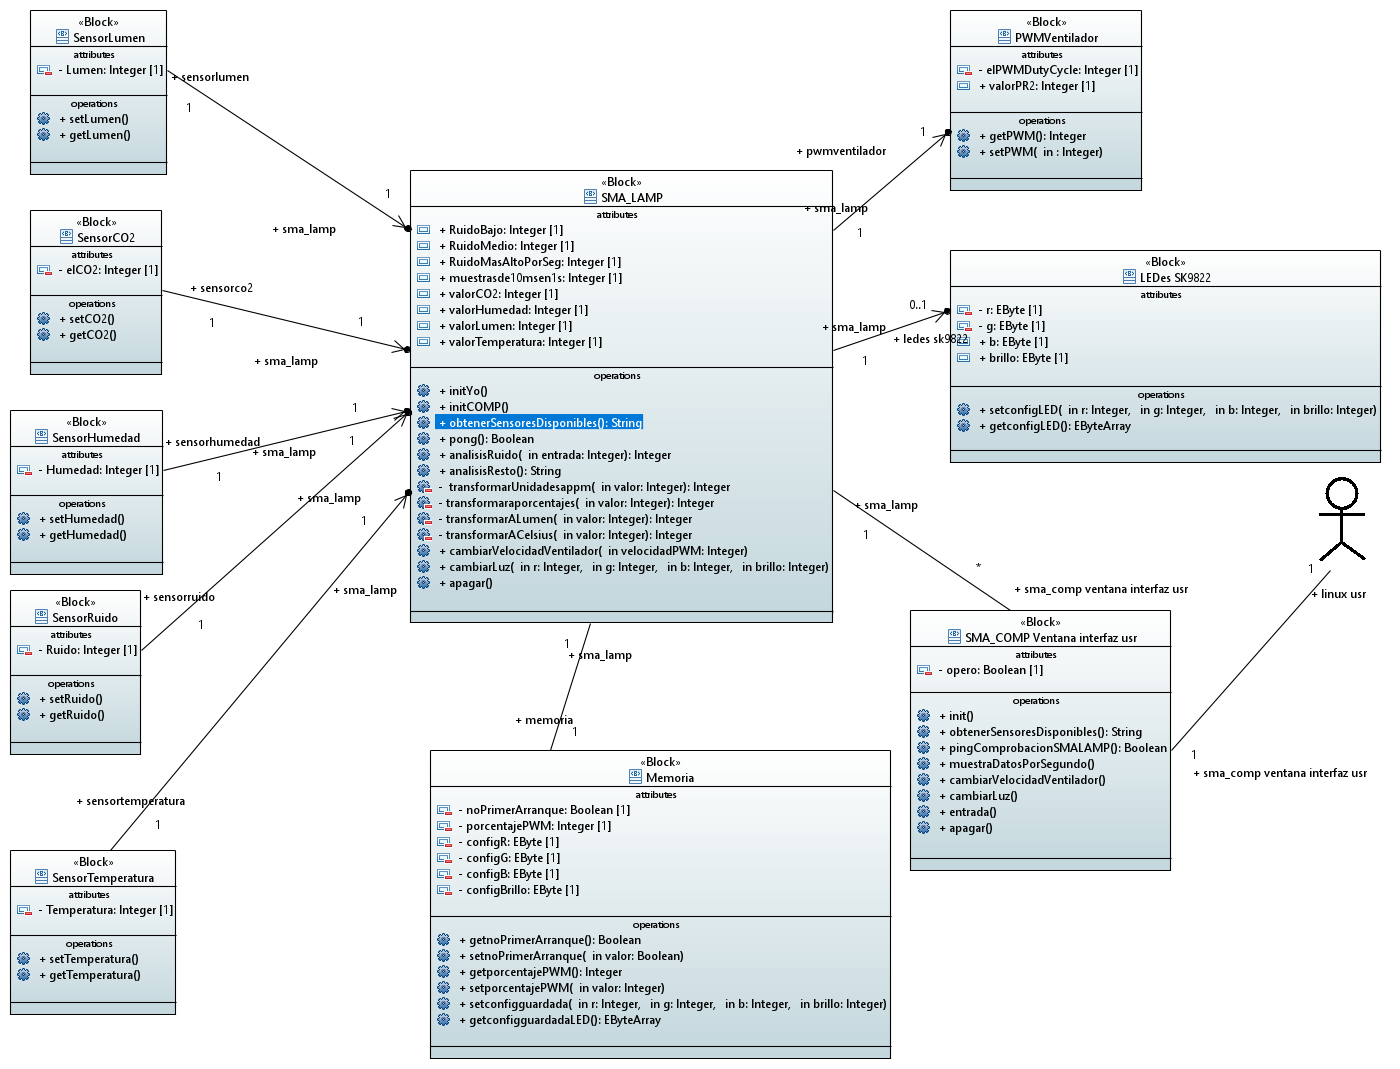 «Block»
SensorLumen
attributes
- Lumen: Integer [1]
operations
+ setLumen()
+ getLumen()
+ sensorlumen
1
1
+ sma_lamp
«Block»
SensorCO2
attributes
- elCO2: Integer [1]
operations
+ setCO2()
+ getCO2()
+ sensorco2
1
1
+ sma_lamp
«Block»
SensorHumedad
attributes
- Humedad: Integer [1]
operations
+ setHumedad()
+ getHumedad()
+ sensorhumedad
1
1
+ sma_lamp
«Block»
SensorRuido
attributes
- Ruido: Integer [1]
operations
+ setRuido()
+ getRuido()
+ sensorruido
1
1
+ sma_lamp
«Block»
SensorTemperatura
attributes
- Temperatura: Integer [1]
operations
+ setTemperatura()
+ getTemperatura()
+ sensortemperatura
1
1
+ sma_lamp
«Block»
SMA_LAMP
attributes
+ RuidoBajo: Integer [1]
+ RuidoMedio: Integer [1]
+ RuidoMasAltoPorSeg: Integer [1]
+ muestrasde10msen1s: Integer [1]
+ valorCO2: Integer [1]
+ valorHumedad: Integer [1]
+ valorLumen: Integer [1]
+ valorTemperatura: Integer [1]
operations
+ initYo()
+ initCOMP()
+ obtenerSensoresDisponibles(): String
+ pong(): Boolean
+ analisisRuido( in entrada: Integer): Integer
+ analisisResto(): String
- transformarUnidadesappm( in valor: Integer): Integer
- transformaraporcentajes( in valor: Integer): Integer
- transformarALumen( in valor: Integer): Integer
- transformarACelsius( in valor: Integer): Integer
+ cambiarVelocidadVentilador( in velocidadPWM: Integer)
+ cambiarLuz( in r: Integer, in g: Integer, in b: Integer, in brillo: Integer)
+ apagar()
1
+ sma_lamp
+ memoria
1
«Block»
Memoria
attributes
- noPrimerArranque: Boolean [1]
- porcentajePWM: Integer [1]
- configR: EByte [1]
- configG: EByte [1]
- configB: EByte [1]
- configBrillo: EByte [1]
operations
+ getnoPrimerArranque(): Boolean
+ setnoPrimerArranque( in valor: Boolean)
+ getporcentajePWM(): Integer
+ setporcentajePWM( in valor: Integer)
+ setconfigguardada( in r: Integer, in g: Integer, in b: Integer, in brillo: Integer)
+ getconfigguardadaLED(): EByteArray
1
+ pwmventilador
+ sma_lamp
1
«Block»
PWMVentilador
attributes
- elPWMDutyCycle: Integer [1]
+ valorPR2: Integer [1]
operations
+ getPWM(): Integer
+ setPWM( in : Integer)
0..1
+ sma_lamp
+ ledes sk9822
1
«Block»
LEDes SK9822
attributes
- r: EByte [1]
- g: EByte [1]
+ b: EByte [1]
+ brillo: EByte [1]
operations
+ setconfigLED( in r: Integer, in g: Integer, in b: Integer, in brillo: Integer)
+ getconfigLED(): EByteArray
+ sma_lamp
1
*
+ sma_comp ventana interfaz usr
«Block»
SMA_COMP Ventana interfaz usr
attributes
- opero: Boolean [1]
operations
+ init()
+ obtenerSensoresDisponibles(): String
+ pingComprobacionSMALAMP(): Boolean
+ muestraDatosPorSegundo()
+ cambiarVelocidadVentilador()
+ cambiarLuz()
+ entrada()
+ apagar()
1
+ linux usr
1
+ sma_comp ventana interfaz usr